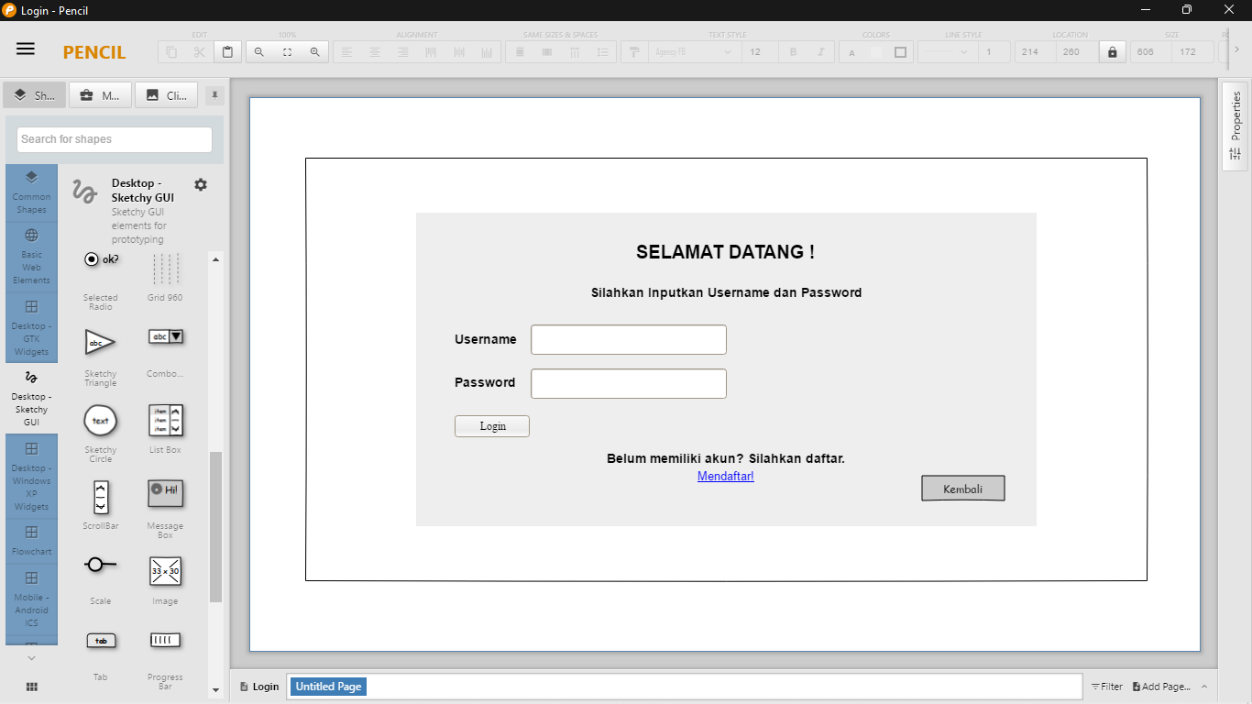 Login - Pencil
PENCIL
EDIT
100%
ALIGNMENT
SAME SIZES & SPACES
TEXT STYLE
COLORS
LINE STYLE
LOCATION
SIZE
12
B
I
A
1
214
260
606
172
Sh...
M...
Cli...
Search for shapes
Common
Shapes
Basic
Web
Elements
Desktop -
GTK
Widgets
Desktop -
Sketchy
GUI
Desktop -
Windows
XP
Widgets
Flowchart
Mobile -
Android
ICS
Desktop -
Sketchy GUI
Sketchy GUI
elements for
prototyping
ok?
Selected
Radio
Grid 960
abc
Sketchy
Triangle
abc
Combo...
text
Sketchy
Circle
item
item
item
List Box
ScrollBar
Hi!
Message
Box
Scale
33 x 30
Image
tab
Tab
Progress
Bar
SELAMAT DATANG !
Silahkan Inputkan Username dan Password
Username
Password
Login
Belum memiliki akun? Silahkan daftar.
Mendaftar!
Kembali
Properties
Login
Untitled Page
Filter
Add Page...